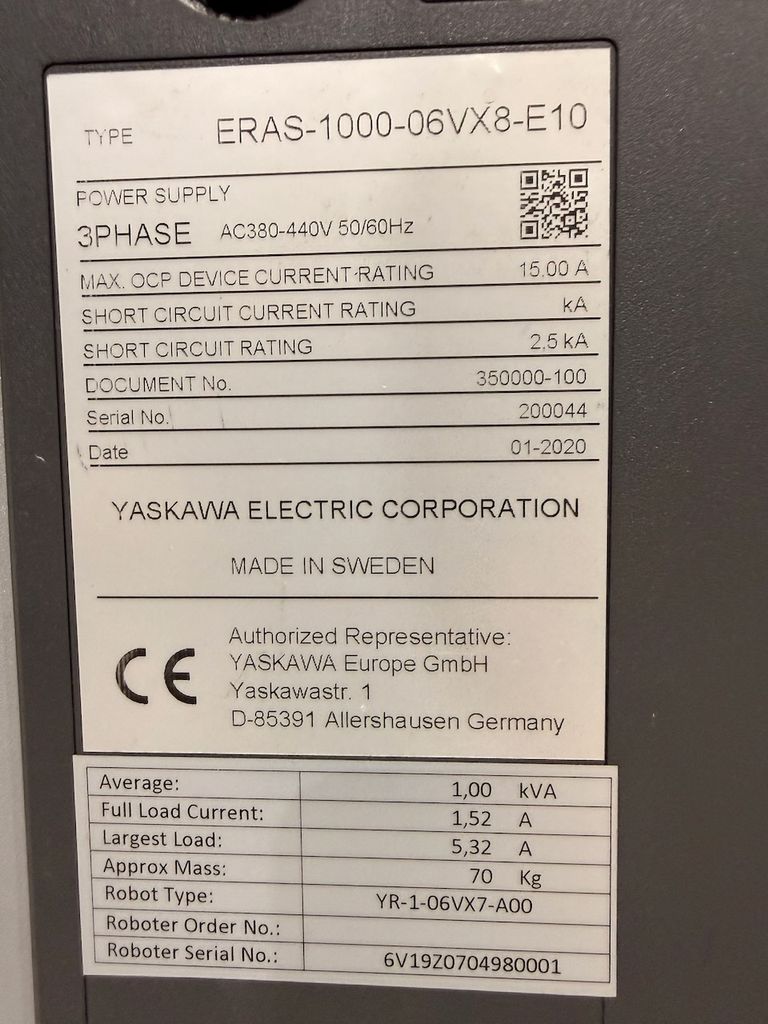 TYPE ERAS-1000-06VX8-E10
POWER SUPPLY
3PHASE AC380-440V 50/60Hz
MAX. OCP DEVICE CURRENT RATING 15.00 A
SHORT CIRCUIT CURRENT RATING kA
SHORT CIRCUIT RATING 2.5 kA
DOCUMENT No. 350000-100
Serial No. 200044
Date 01-2020
YASKAWA ELECTRIC CORPORATION
MADE IN SWEDEN
CE
Authorized Representative:
YASKAWA Europe GmbH
Yaskawastr. 1
D-85391 Allershausen Germany
Average: 1,00 kVA
Full Load Current: 1,52 A
Largest Load: 5,32 A
Approx Mass: 70 Kg
Robot Type: YR-1-06VX7-A00
Roboter Order No.:
Roboter Serial No.: 6V19Z0704980001